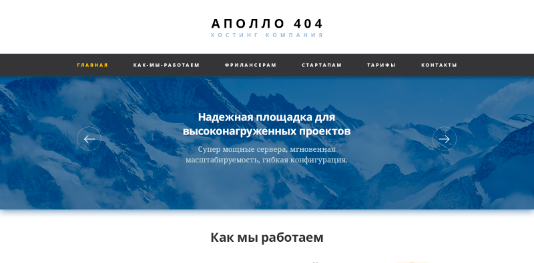 АПОЛЛО 404
ХОСТИНГ КОМПАНИЯ
ГЛАВНАЯ КАК-МЫ-РАБОТАЕМ ФРИЛАНСЕРАМ СТАРТАПАМ ТАРИФЫ КОНТАКТЫ
Надежная площадка для
высоконагруженных проектов
Супер мощные сервера, мгновенная
масштабируемость, гибкая конфигурация.
Как мы работаем